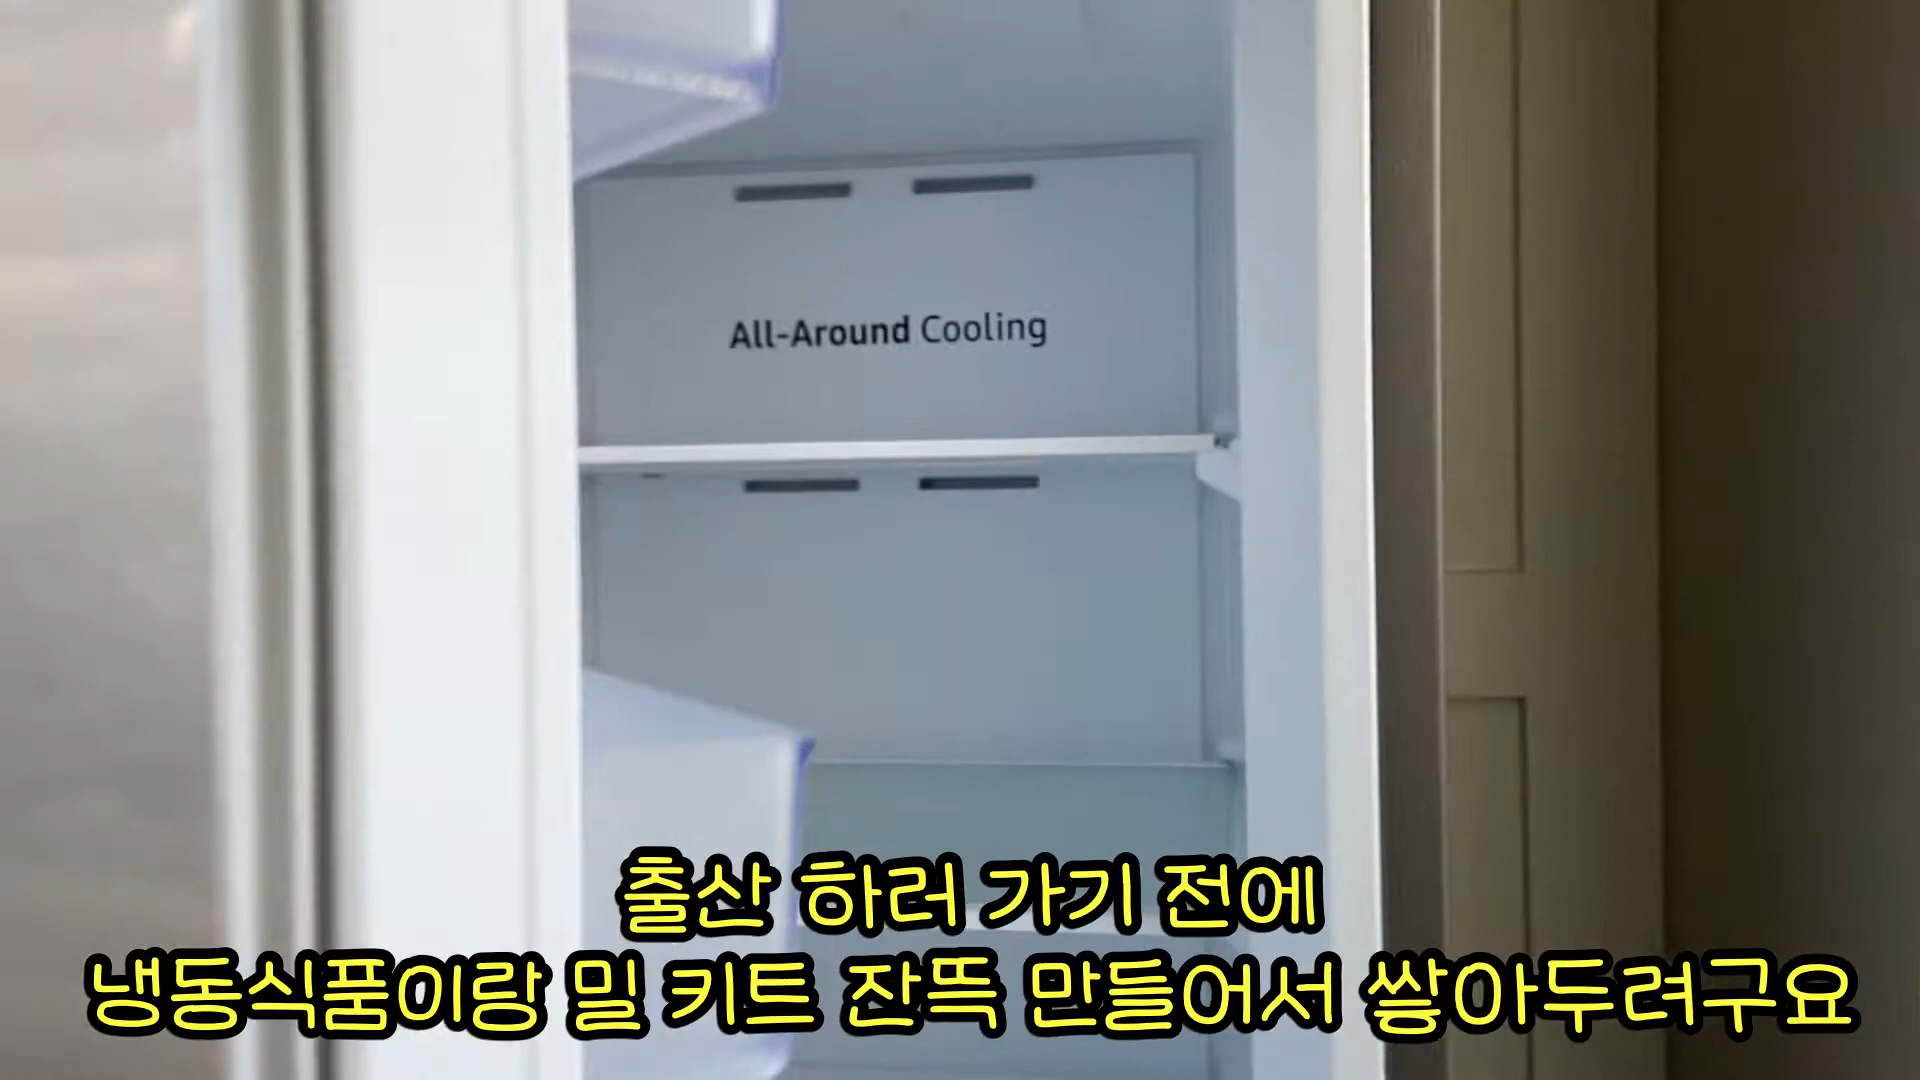 All-Around Cooling
출산 하러 가기 전에
냉동식품이랑 밀 키트 잔뜩 만들어서 쌓아두려구요